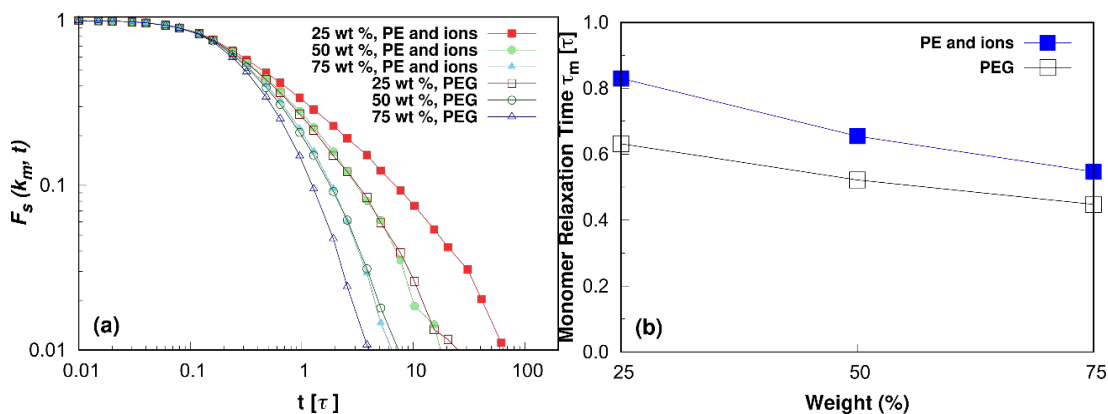 1
0.1
0.01
F_s (k_m, t)
25 wt %, PE and ions
50 wt %, PE and ions
75 wt %, PE and ions
25 wt %, PEG
50 wt %, PEG
75 wt %, PEG
(a)
0.01 0.1 1 10 100
t [τ]
Monomer Relaxation Time τ_m [τ]
1.0
0.8
0.6
0.4
0.2
0.0
PE and ions
PEG
(b)
25 50 75
Weight (%)